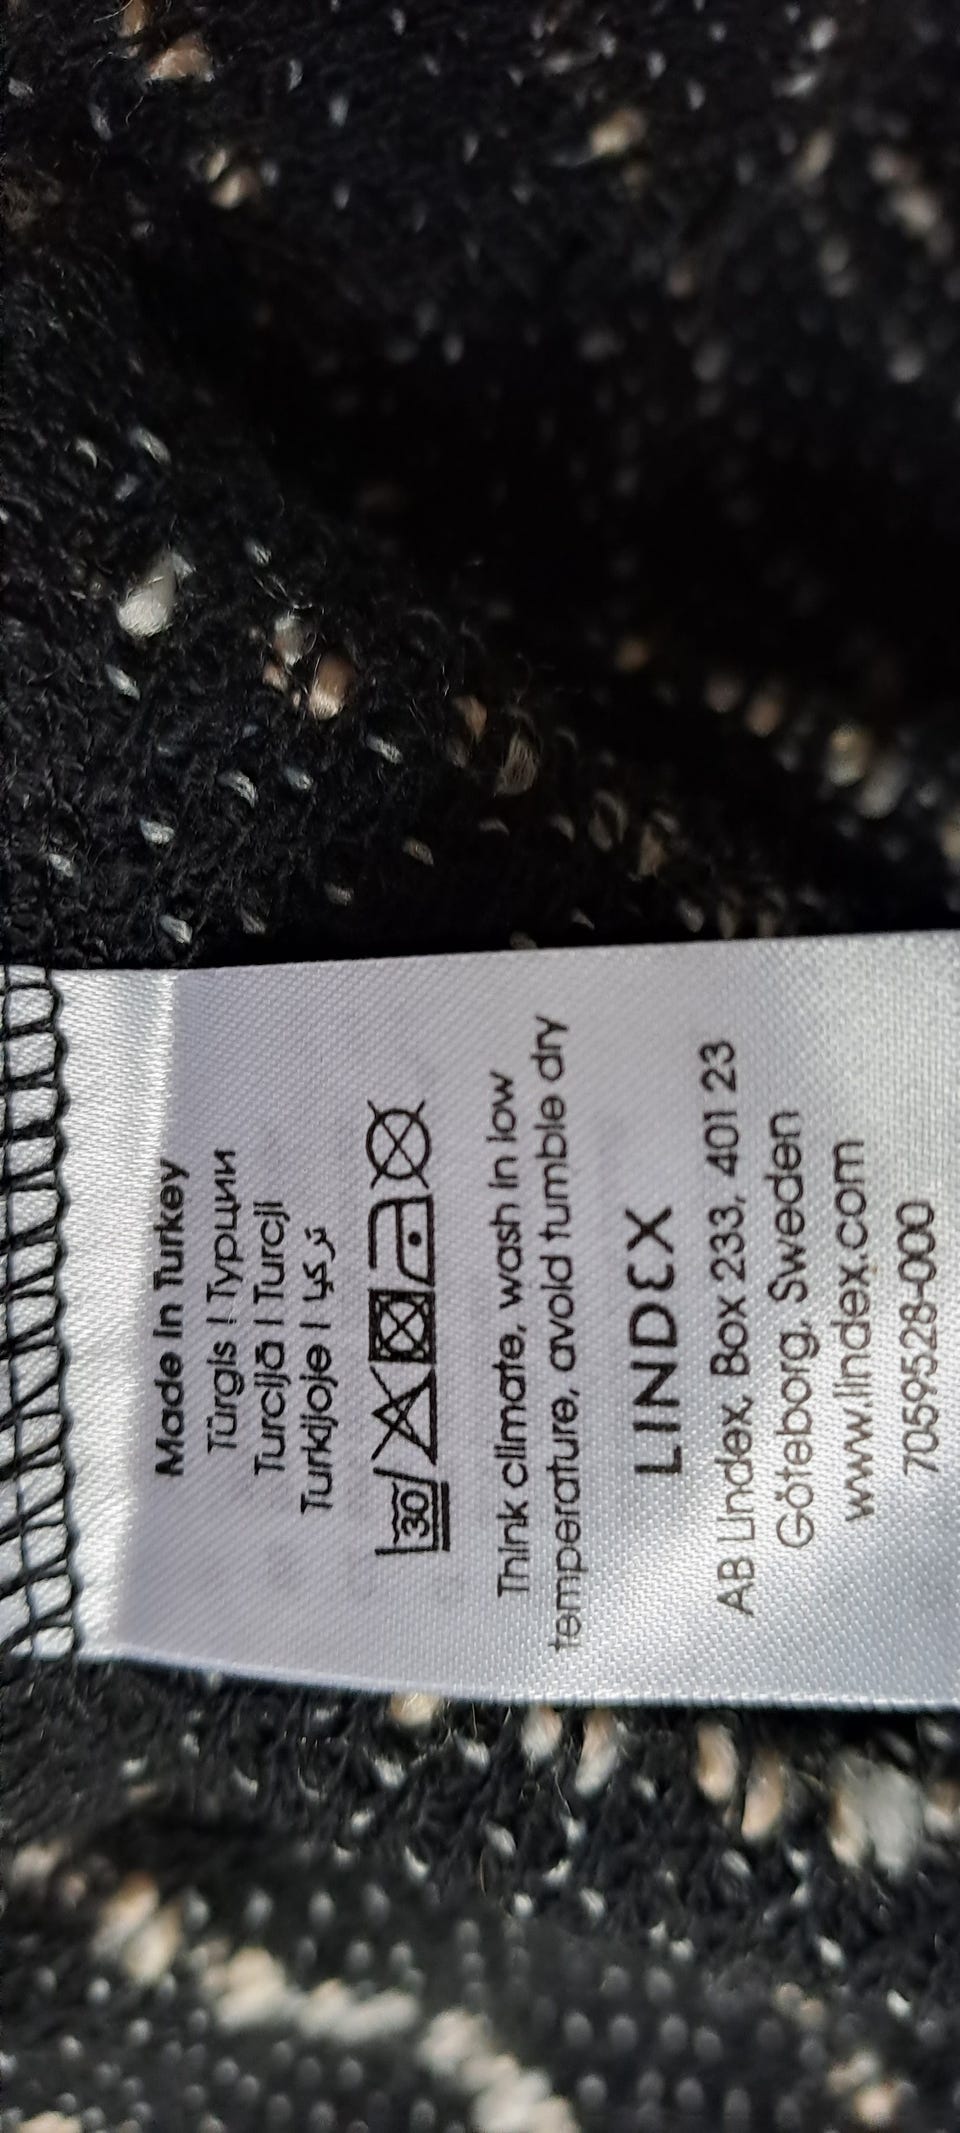 Made in Turkey
Türgis | Турции
Turcijā | Turcji
Turkijoje | تركيا
30
Think climate, wash in low
temperature, avoid tumble dry
LINDEX
AB Lindex, Box 233, 401 23
Göteborg, Sweden
www.lindex.com
7059528-000